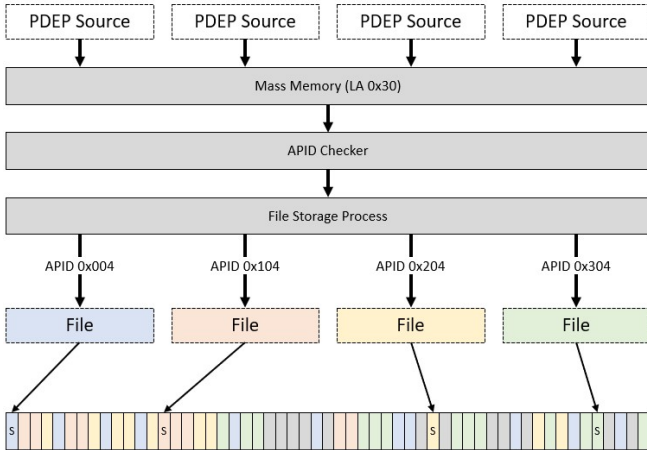 PDEP Source PDEP Source PDEP Source PDEP Source
Mass Memory (LA 0x30)
APID Checker
File Storage Process
APID 0x004 APID 0x104 APID 0x204 APID 0x304
File File File File
S S S S